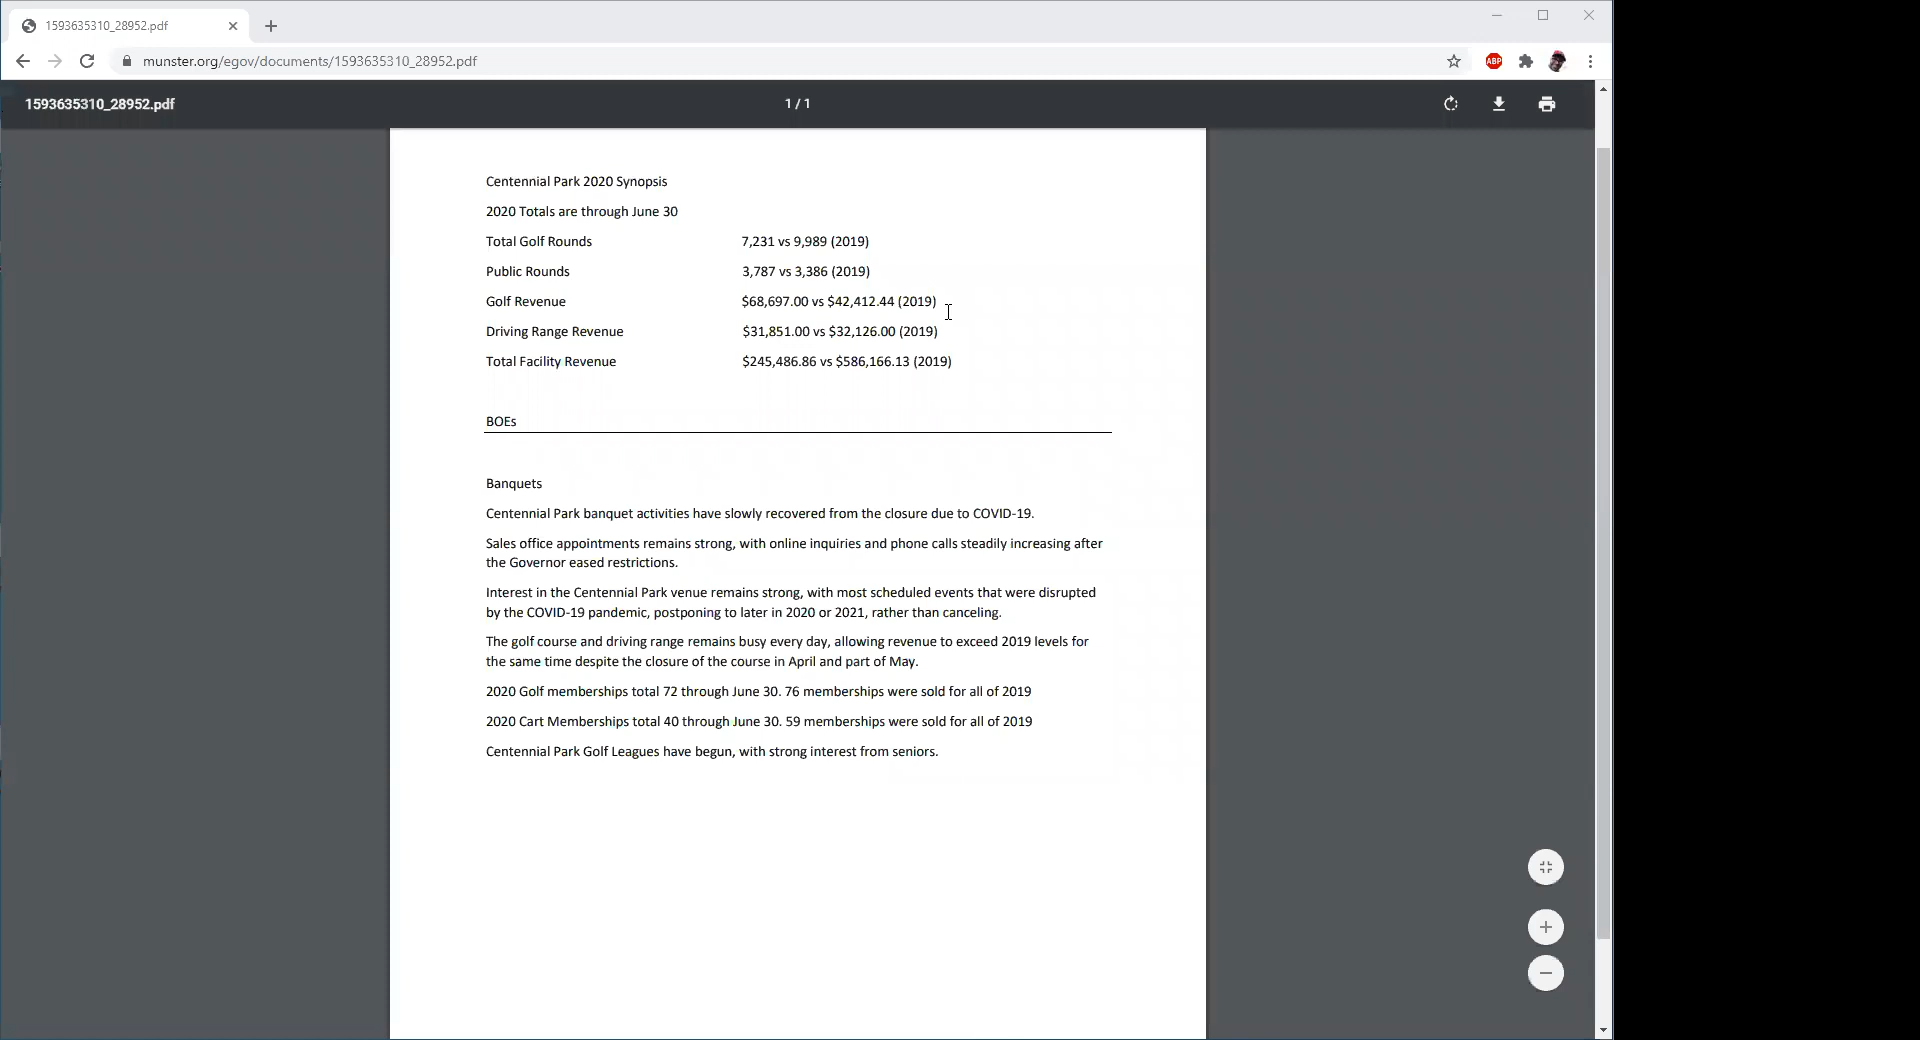 1593635310_28952.pdf
munster.org/egov/documents/1593635310_28952.pdf
ABP
1593635310_28952.pdf
1 / 1
Centennial Park 2020 Synopsis
2020 Totals are through June 30
Total Golf Rounds 7,231 vs 9,989 (2019)
Public Rounds 3,787 vs 3,386 (2019)
Golf Revenue $68,697.00 vs $42,412.44 (2019)
Driving Range Revenue $31,851.00 vs $32,126.00 (2019)
Total Facility Revenue $245,486.86 vs $586,166.13 (2019)
BOEs
Banquets
Centennial Park banquet activities have slowly recovered from the closure due to COVID-19.
Sales office appointments remains strong, with online inquiries and phone calls steadily increasing after
the Governor eased restrictions.
Interest in the Centennial Park venue remains strong, with most scheduled events that were disrupted
by the COVID-19 pandemic, postponing to later in 2020 or 2021, rather than canceling.
The golf course and driving range remains busy every day, allowing revenue to exceed 2019 levels for
the same time despite the closure of the course in April and part of May.
2020 Golf memberships total 72 through June 30. 76 memberships were sold for all of 2019
2020 Cart Memberships total 40 through June 30. 59 memberships were sold for all of 2019
Centennial Park Golf Leagues have begun, with strong interest from seniors.